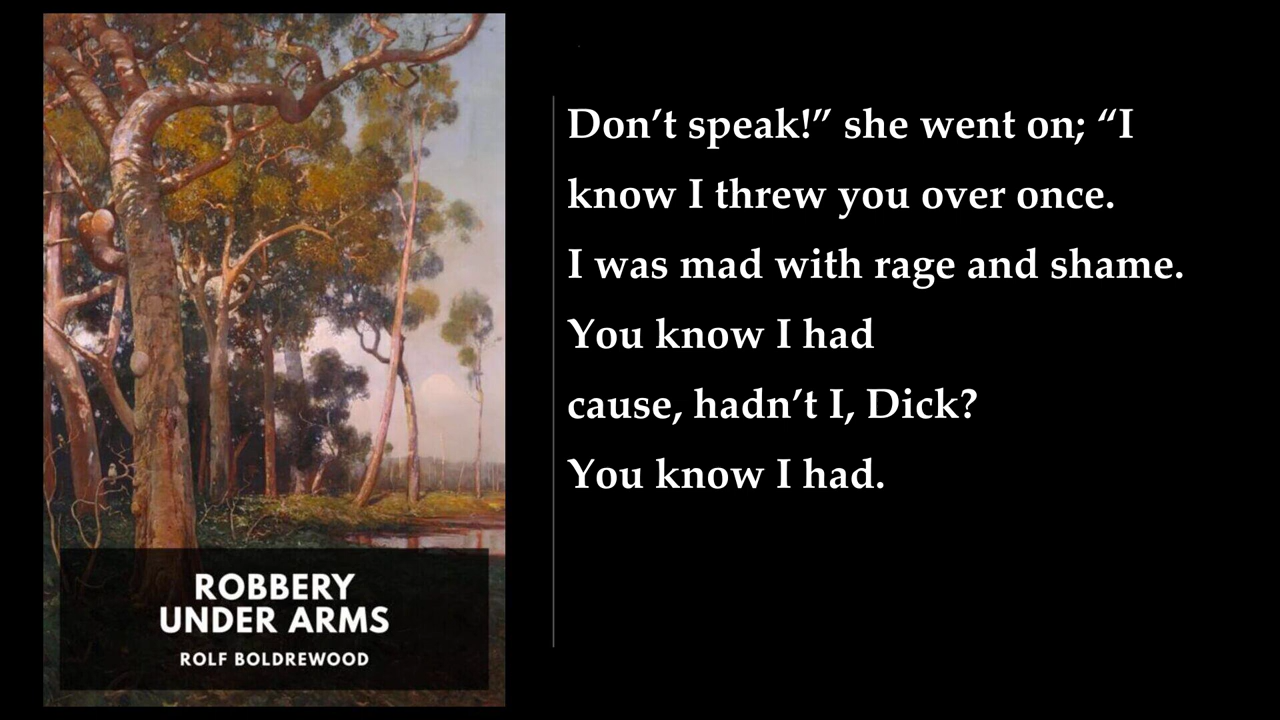 Don’t speak!” she went on; “I
know I threw you over once.
I was mad with rage and shame.
You know I had
cause, hadn’t I, Dick?
You know I had.
ROBBERY
UNDER ARMS
ROLF BOLDREWOOD